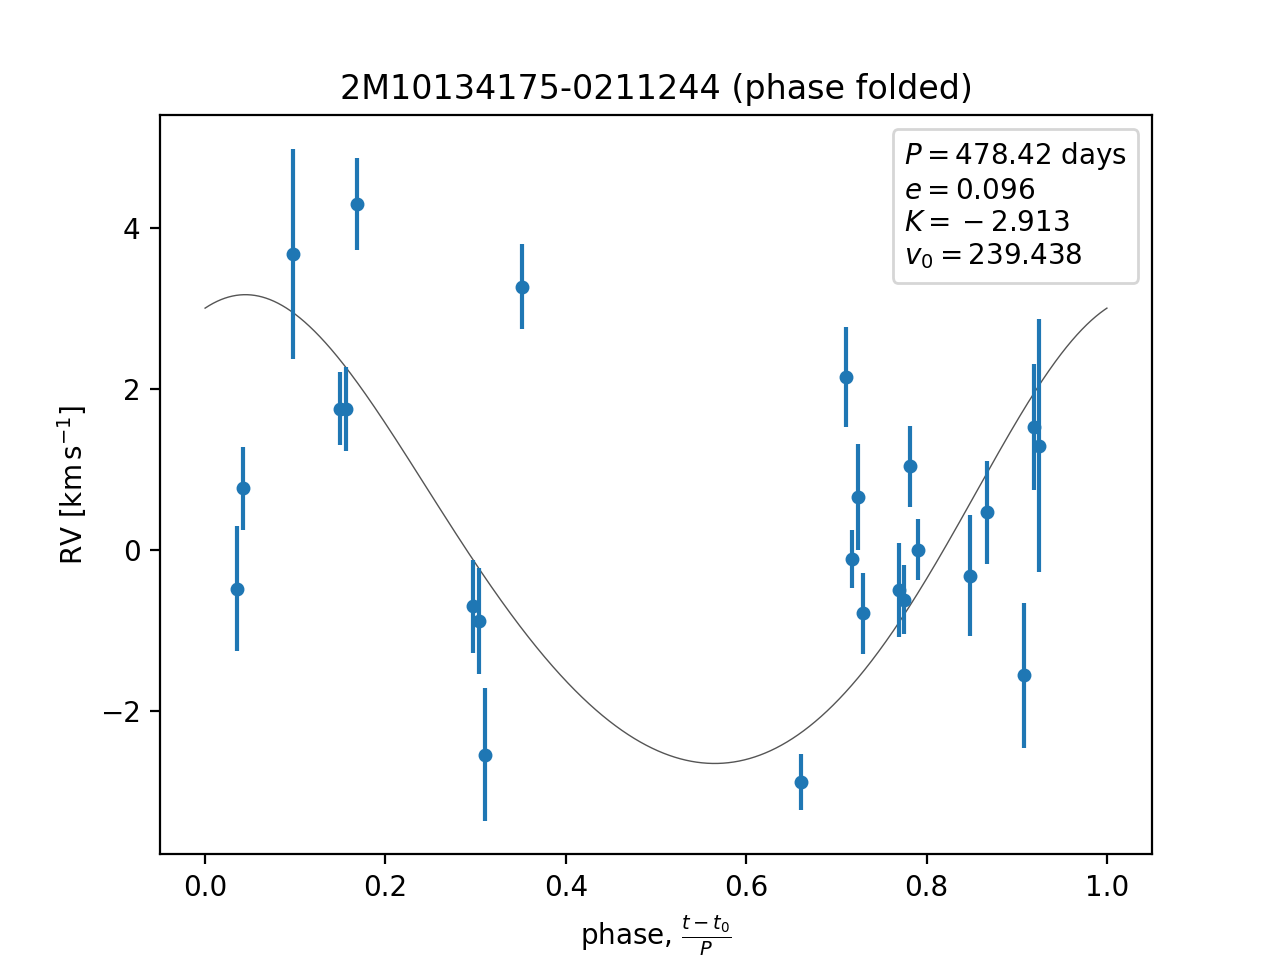 2M10134175-0211244 (phase folded)
P = 478.42 days
e = 0.096
K = −2.913
v₀ = 239.438
4
2
0
−2
RV [km s⁻¹]
0.0 0.2 0.4 0.6 0.8 1.0
phase, (t − t₀)/P